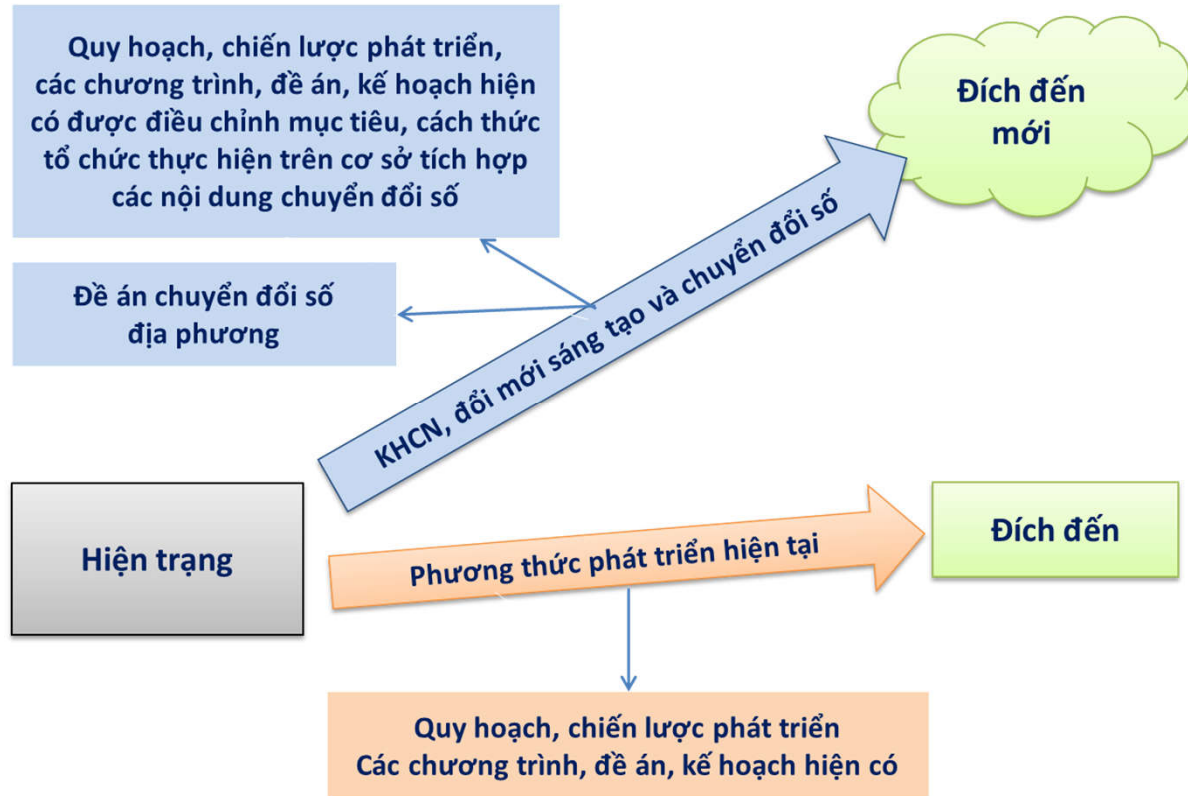 Quy hoạch, chiến lược phát triển,
các chương trình, đề án, kế hoạch hiện
có được điều chỉnh mục tiêu, cách thức
tổ chức thực hiện trên cơ sở tích hợp
các nội dung chuyển đổi số
Đích đến
mới
Đề án chuyển đổi số
địa phương
KHCN, đổi mới sáng tạo và chuyển đổi số
Hiện trạng
Phương thức phát triển hiện tại
Đích đến
Quy hoạch, chiến lược phát triển
Các chương trình, đề án, kế hoạch hiện có